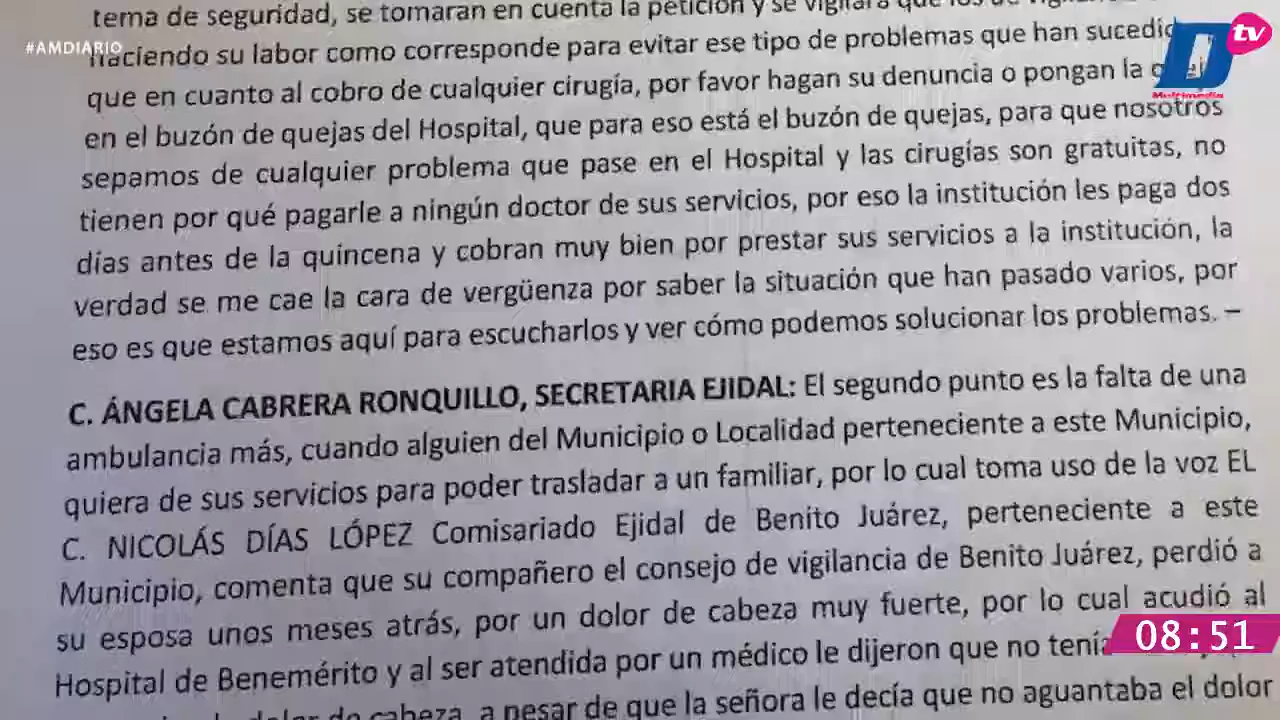 tema de seguridad, se tomaran en cuenta la petición y se vigilará que los de
#AMDIARIO
tv
D
Multimedia
haciendo su labor como corresponde para evitar ese tipo de problemas que han
que en cuanto al cobro de cualquier cirugía, por favor hagan su denuncia o pongan la
en el buzón de quejas del Hospital, que para eso está el buzón de quejas, para que nosotros
sepamos de cualquier problema que pase en el Hospital y las cirugías son gratuitas, no
tienen por qué pagarle a ningún doctor de sus servicios, por eso la institución les paga dos
días antes de la quincena y cobran muy bien por prestar sus servicios a la institución, la
verdad se me cae la cara de vergüenza por saber la situación que han pasado varios, por
eso es que estamos aquí para escucharlos y ver cómo podemos solucionar los problemas. –
C. ÁNGELA CABRERA RONQUILLO, SECRETARIA EJIDAL: El segundo punto es la falta de una
ambulancia más, cuando alguien del Municipio o Localidad perteneciente a este Municipio,
quiera de sus servicios para poder trasladar a un familiar, por lo cual toma uso de la voz EL
C. NICOLÁS DÍAS LÓPEZ Comisariado Ejidal de Benito Juárez, perteneciente a este
Municipio, comenta que su compañero el consejo de vigilancia de Benito Juárez, perdió a
su esposa unos meses atrás, por un dolor de cabeza muy fuerte, por lo cual acudió al
08:51
Hospital de Benemérito y al ser atendida por un médico le dijeron que no tenía
dolor de cabeza, a pesar de que la señora le decía que no aguantaba el dolor